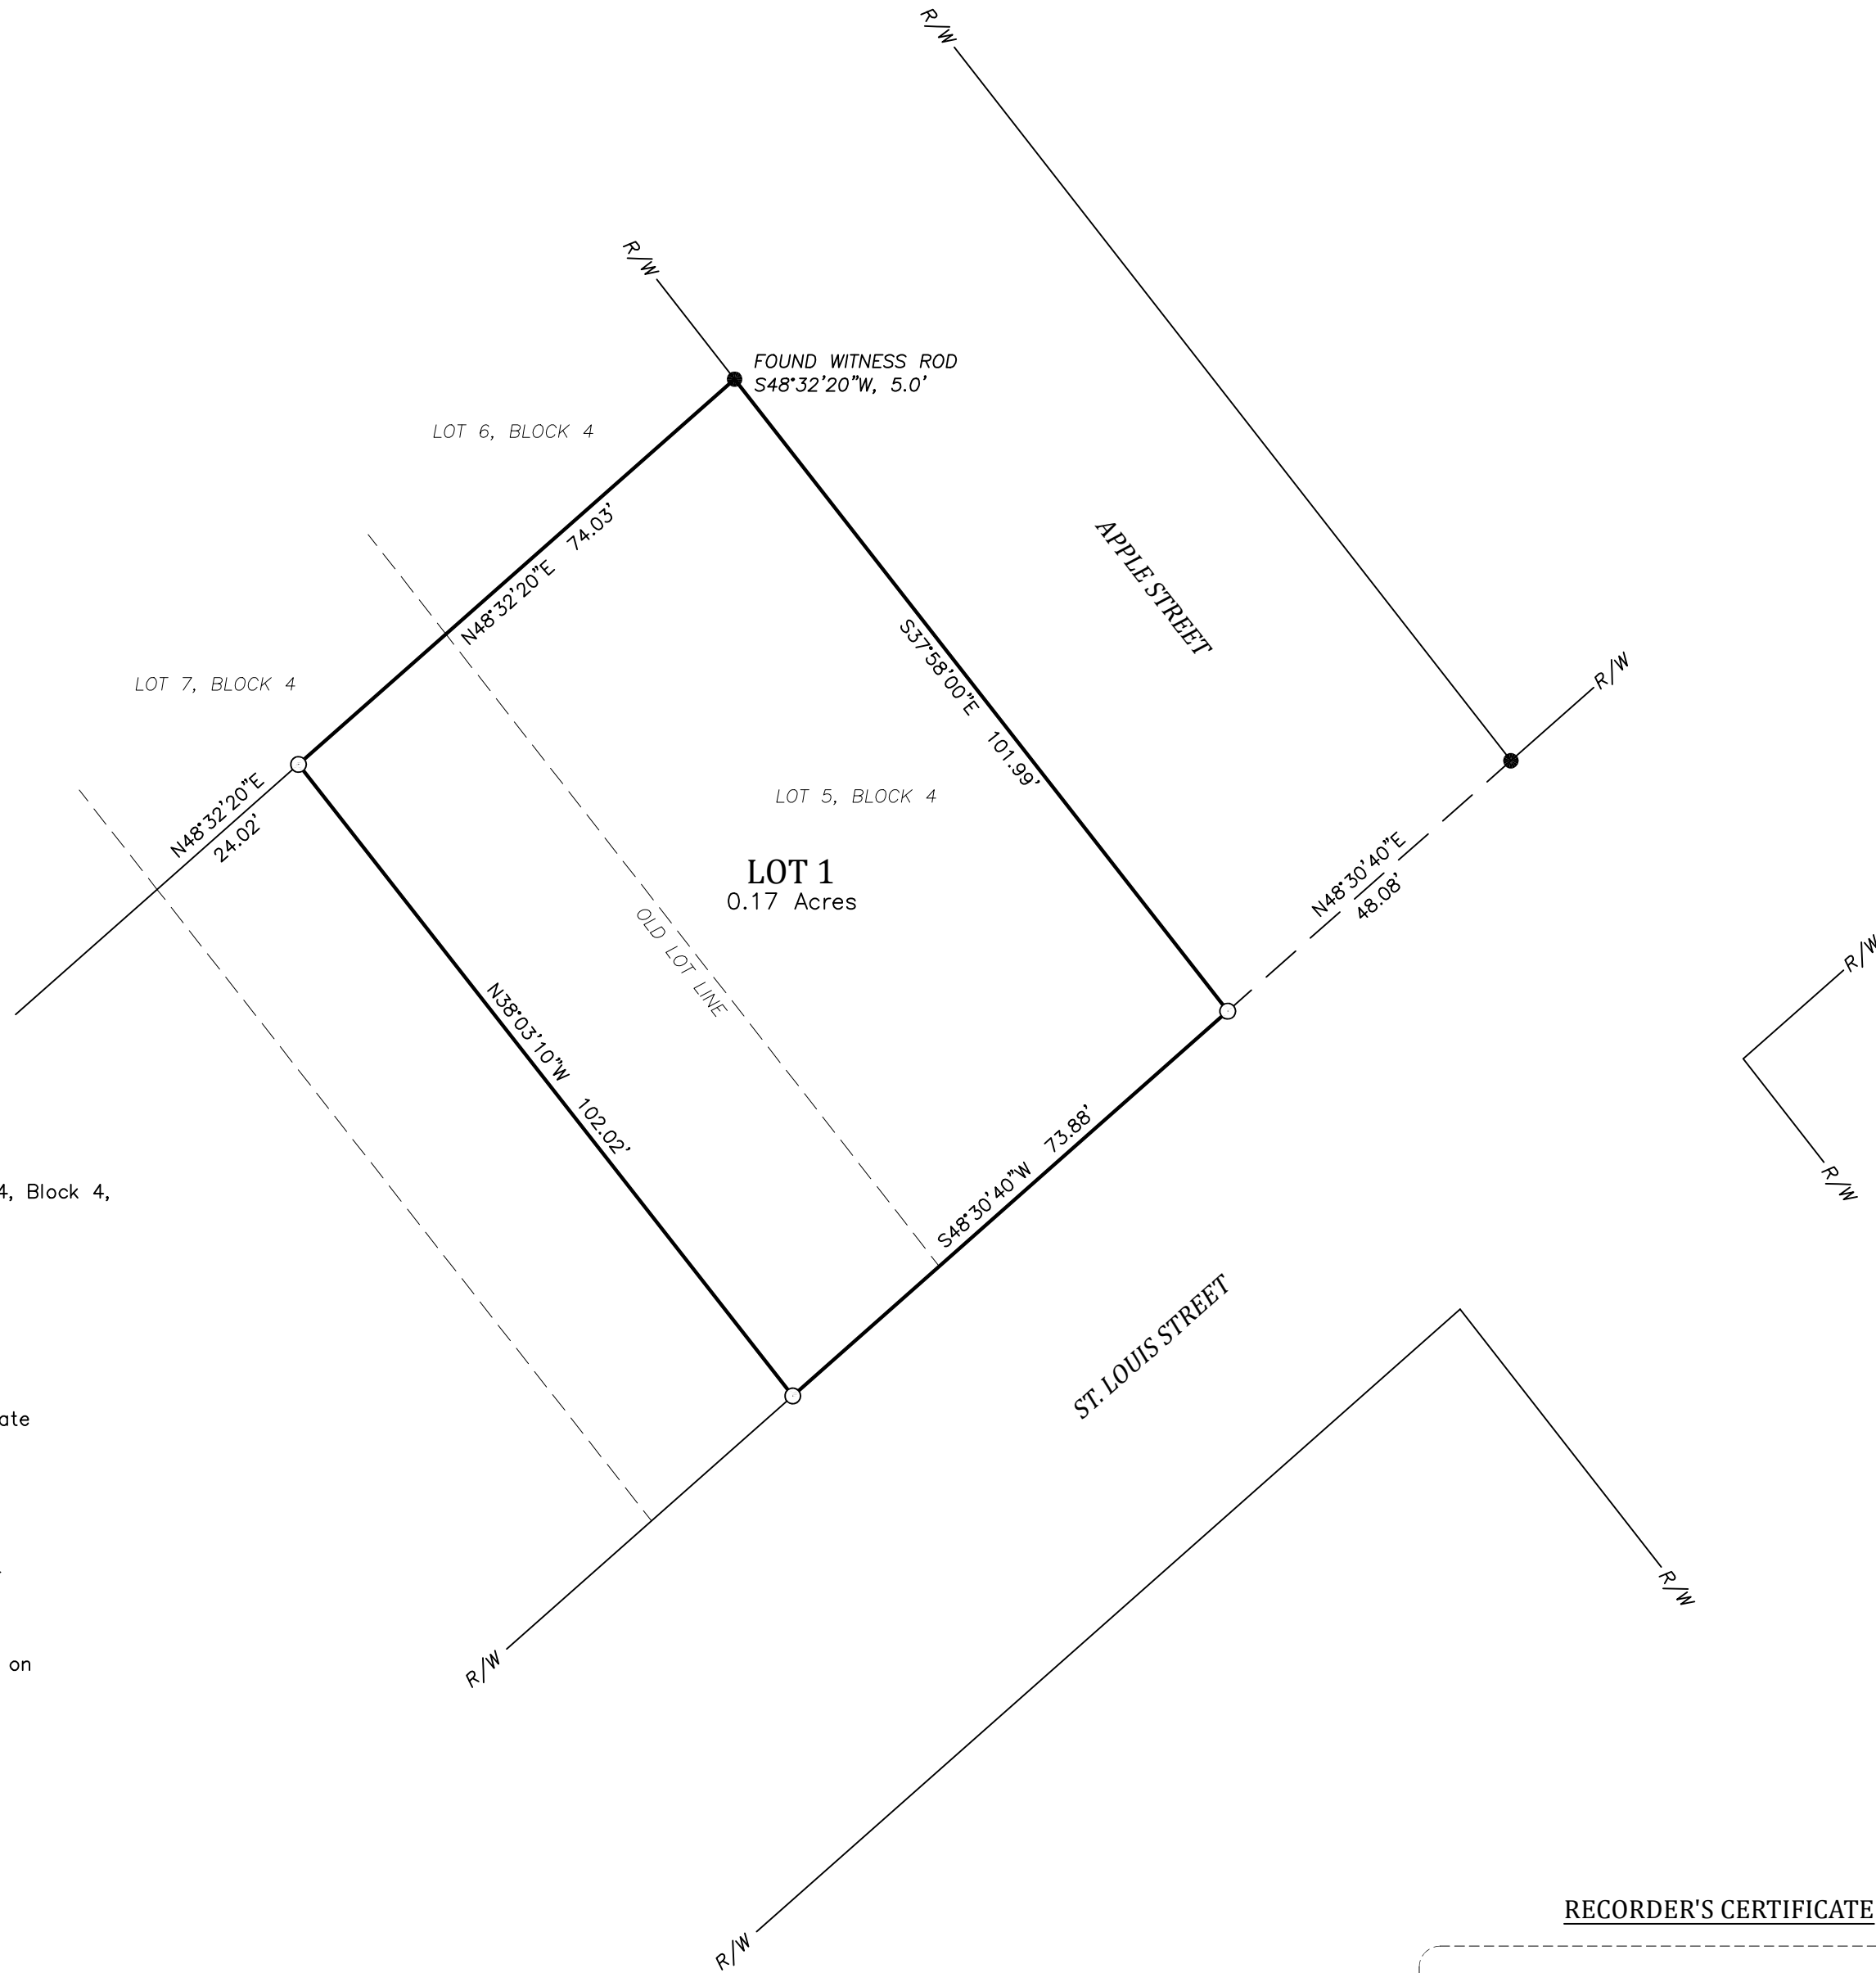 R/W
R/W
FOUND WITNESS ROD
S48°32'20"W, 5.0'
LOT 6, BLOCK 4
N48°32'20"E 74.03'
APPLE STREET
S37°58'00"E 101.99'
R/W
LOT 7, BLOCK 4
N48°32'20"E
24.02'
LOT 5, BLOCK 4
LOT 1
0.17 Acres
OLD LOT LINE
N48°30'40"E
48.08'
R/W
N38°03'10"W 102.02'
S48°30'40"W 73.88'
R/W
4, Block 4,
ST. LOUIS STREET
ate
R/W
on
R/W
R/W
RECORDER'S CERTIFICATE